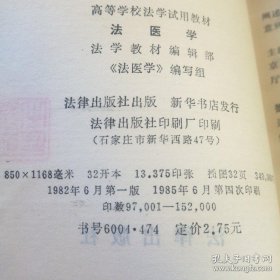 高等学校法学试用教材
法医学
法学教材编辑部
《法医学》编写组
法律出版社出版 新华书店发行
法律出版社印刷厂印刷
(石家庄市新华西路47号)
850×1168毫米 32开本 13.375印张 插图32页
1982年6月第一版 1985年6月第四次印刷
印数97,001—152,000
书号6004·474 定价2.75元